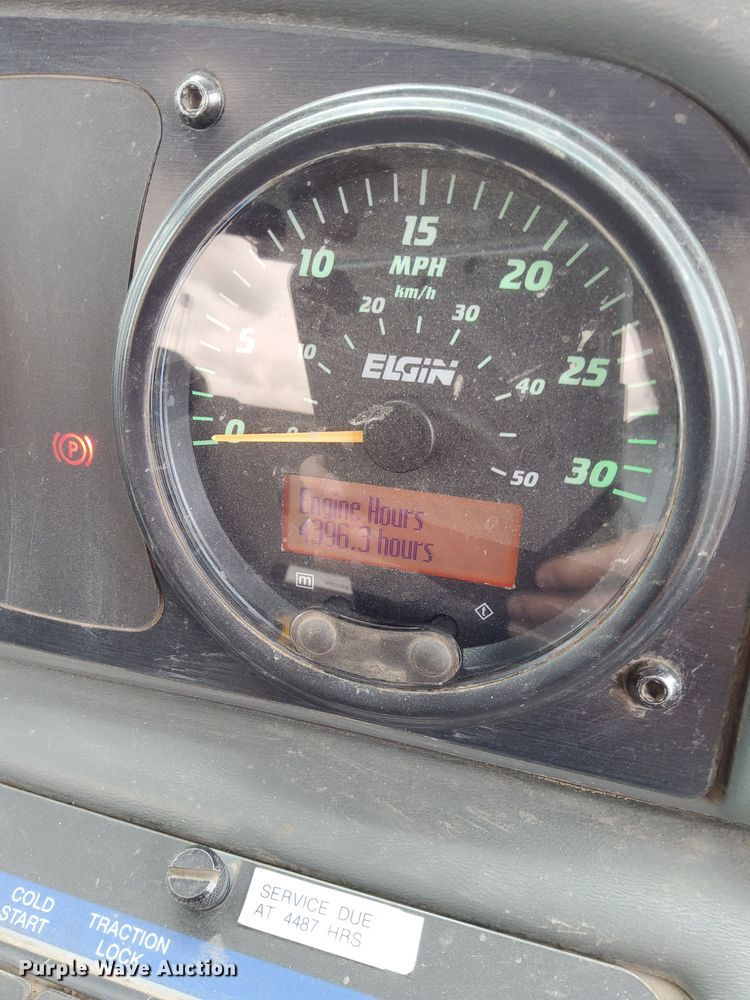 15
MPH
km/h
10
20
20
30
5
10
25
ELGIN
40
0
0
50
30
Engine Hours
4396.3 hours
m
i
P
SERVICE DUE
AT 4487 HRS
COLD
START
TRACTION
LOCK
Purple Wave Auction